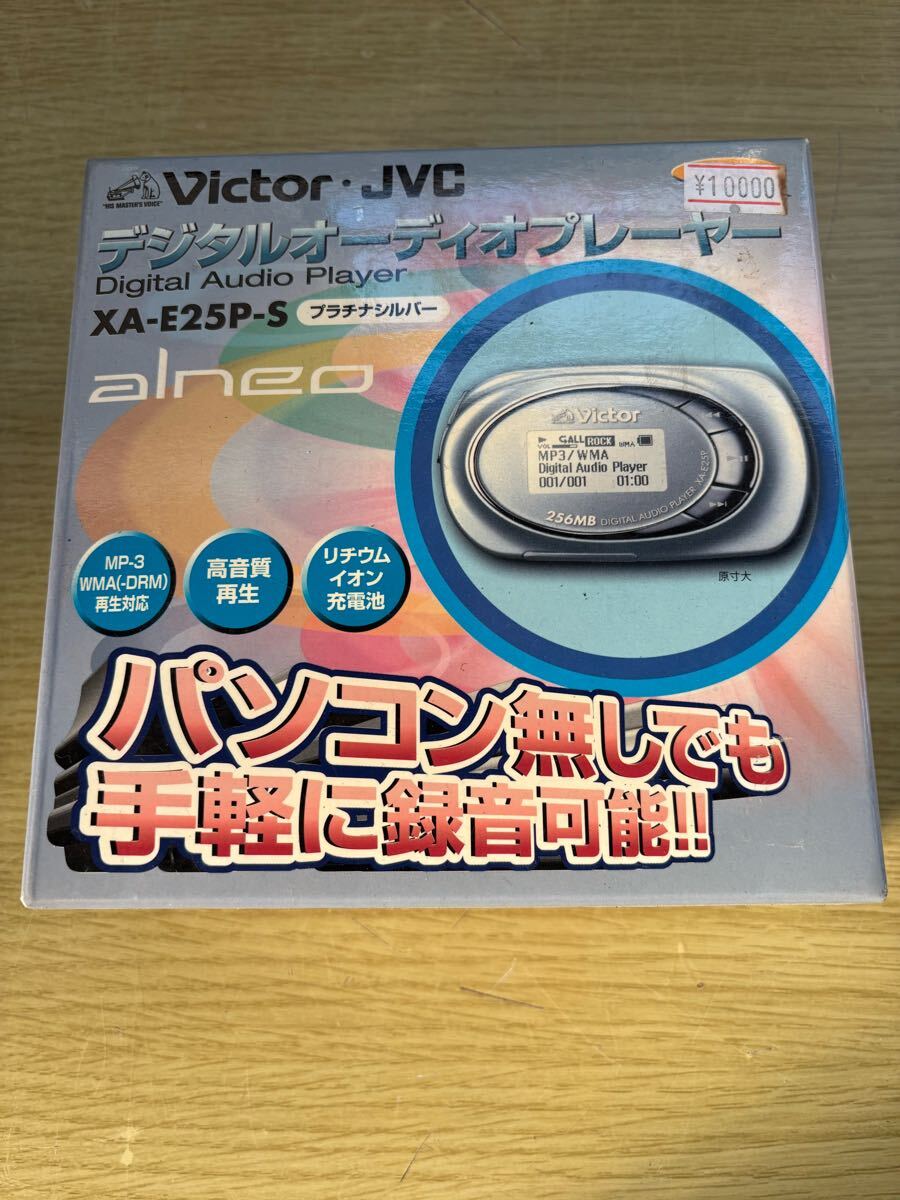 "HIS MASTER'S VOICE"
Victor・JVC
¥10000
デジタルオーディオプレーヤー
Digital Audio Player
XA-E25P-S プラチナシルバー
alneo
Victor
VOL GALL ROCK WMA
MP3/WMA
Digital Audio Player
001/001 01:00
256MB DIGITAL AUDIO PLAYER XA-E25P
原寸大
MP-3
WMA(-DRM)
再生対応
高音質
再生
リチウム
イオン
充電池
パソコン無しでも
手軽に録音可能!!